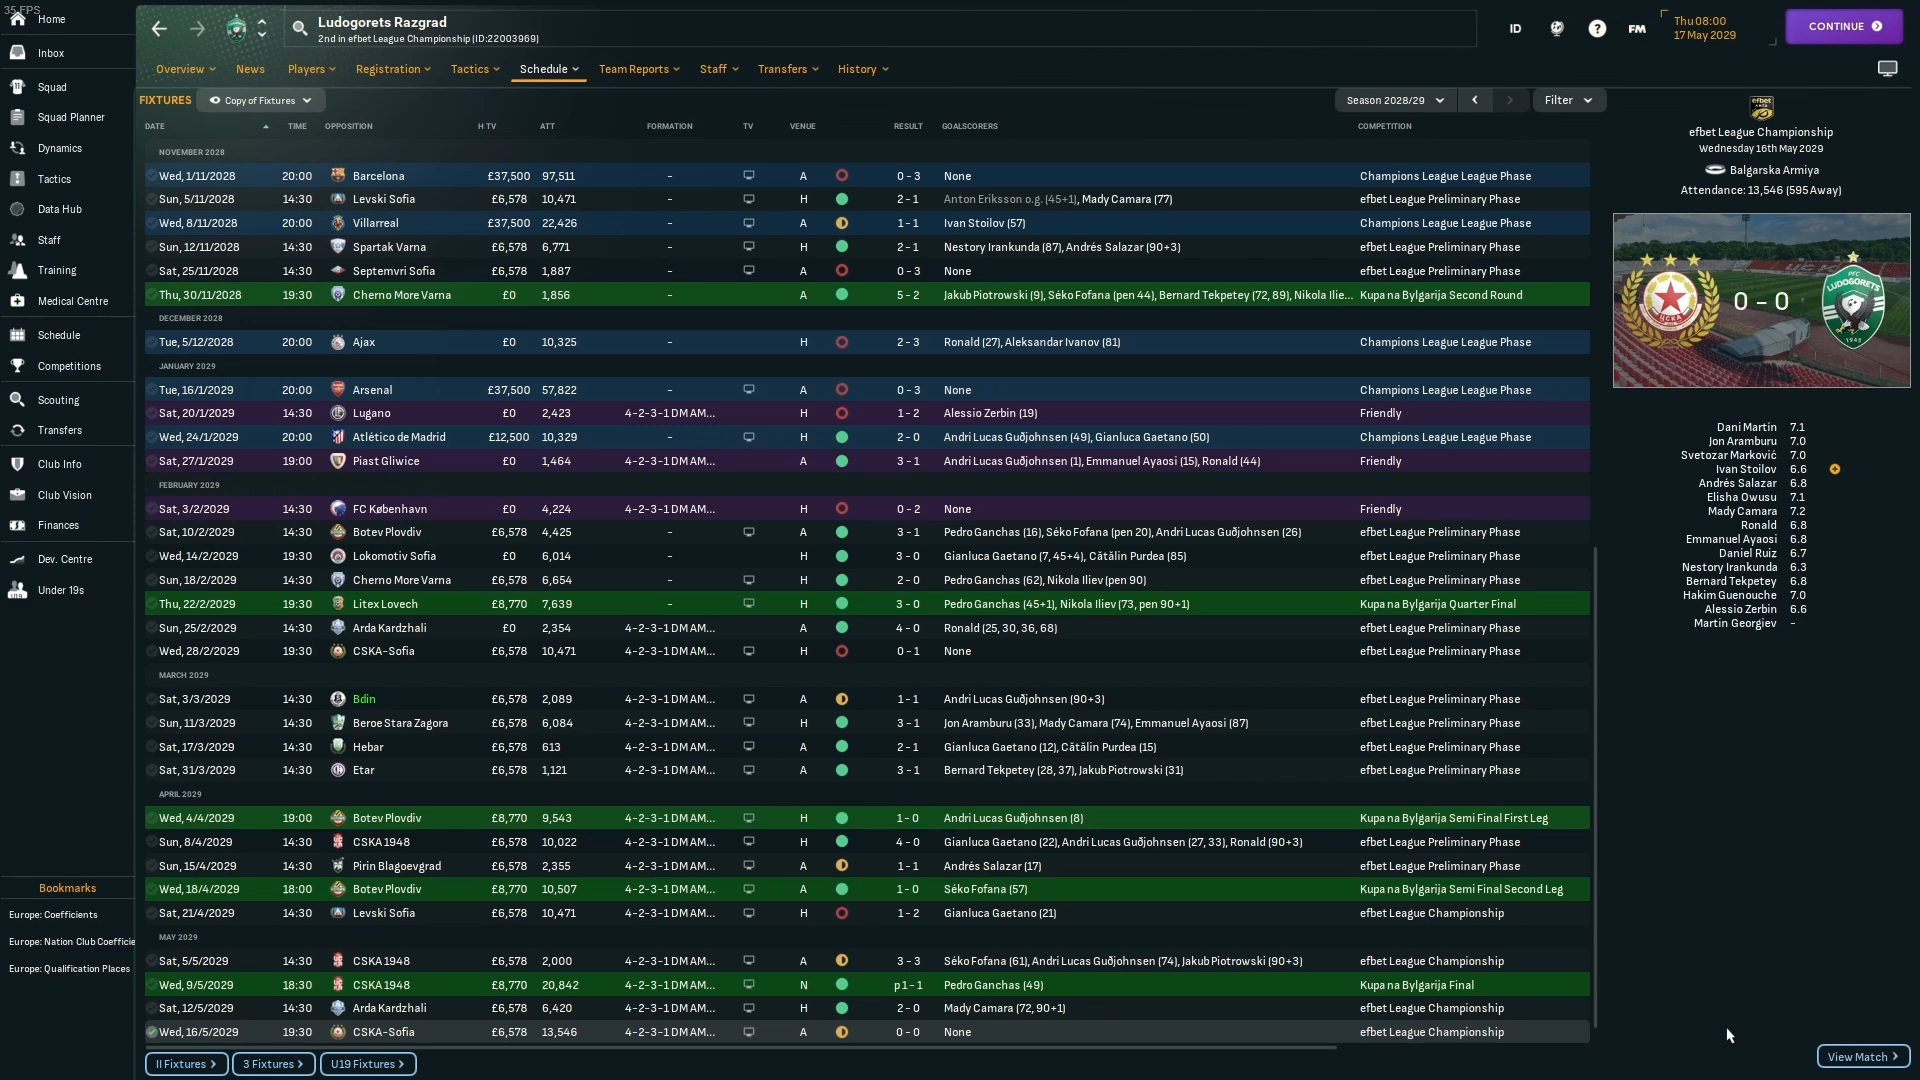 35 FPS
Home
Inbox
Squad
Squad Planner
Dynamics
Tactics
Data Hub
Staff
Training
Medical Centre
Schedule
Competitions
Scouting
Transfers
Club Info
Club Vision
Finances
Dev. Centre
Under 19s
Bookmarks
Europe: Coefficients
Europe: Nation Club Coefficie
Europe: Qualification Places
Ludogorets Razgrad
2nd in efbet League Championship (ID:22003969)
ID
FM
Thu 08:00
17 May 2029
CONTINUE
Overview News Players Registration Tactics Schedule Team Reports Staff Transfers History
FIXTURES Copy of Fixtures Season 2028/29 Filter
DATE TIME OPPOSITION H TV ATT FORMATION TV VENUE RESULT GOALSCORERS COMPETITION
NOVEMBER 2028
Wed, 1/11/2028 20:00 Barcelona £37,500 97,511 - A 0 - 3 None Champions League League Phase
Sun, 5/11/2028 14:30 Levski Sofia £6,578 10,471 - H 2 - 1 Anton Eriksson o.g. (45+1), Mady Camara (77) efbet League Preliminary Phase
Wed, 8/11/2028 20:00 Villarreal £37,500 22,426 - A 1 - 1 Ivan Stoilov (57) Champions League League Phase
Sun, 12/11/2028 14:30 Spartak Varna £6,578 6,771 - H 2 - 1 Nestory Irankunda (87), Andrés Salazar (90+3) efbet League Preliminary Phase
Sat, 25/11/2028 14:30 Septemvri Sofia £6,578 1,887 - A 0 - 3 None efbet League Preliminary Phase
Thu, 30/11/2028 19:30 Cherno More Varna £0 1,856 - A 5 - 2 Jakub Piotrowski (9), Séko Fofana (pen 44), Bernard Tekpetey (72, 89), Nikola Ilie... Kupa na Bylgarija Second Round
DECEMBER 2028
Tue, 5/12/2028 20:00 Ajax £0 10,325 H 2 - 3 Ronald (27), Aleksandar Ivanov (81) Champions League League Phase
JANUARY 2029
Tue, 16/1/2029 20:00 Arsenal £37,500 57,822 - A 0 - 3 None Champions League League Phase
Sat, 20/1/2029 14:30 Lugano £0 2,423 4-2-3-1 DM AM... H 1 - 2 Alessio Zerbin (19) Friendly
Wed, 24/1/2029 20:00 Atlético de Madrid £12,500 10,329 - H 2 - 0 Andri Lucas Guðjohnsen (49), Gianluca Gaetano (50) Champions League League Phase
Sat, 27/1/2029 19:00 Piast Gliwice £0 1,464 4-2-3-1 DM AM... A 3 - 1 Andri Lucas Guðjohnsen (1), Emmanuel Ayaosi (15), Ronald (44) Friendly
FEBRUARY 2029
Sat, 3/2/2029 14:30 FC København £0 4,224 4-2-3-1 DM AM... H 0 - 2 None Friendly
Sat, 10/2/2029 14:30 Botev Plovdiv £6,578 4,425 - A 3 - 1 Pedro Ganchas (16), Séko Fofana (pen 20), Andri Lucas Guðjohnsen (26) efbet League Preliminary Phase
Wed, 14/2/2029 19:30 Lokomotiv Sofia £0 6,014 - H 3 - 0 Gianluca Gaetano (7, 45+4), Cătălin Purdea (85) efbet League Preliminary Phase
Sun, 18/2/2029 14:30 Cherno More Varna £6,578 6,654 - H 2 - 0 Pedro Ganchas (62), Nikola Iliev (pen 90) efbet League Preliminary Phase
Thu, 22/2/2029 19:30 Litex Lovech £8,770 7,639 - H 3 - 0 Pedro Ganchas (45+1), Nikola Iliev (73, pen 90+1) Kupa na Bylgarija Quarter Final
Sun, 25/2/2029 14:30 Arda Kardzhali £0 2,354 4-2-3-1 DM AM... A 4 - 0 Ronald (25, 30, 36, 68) efbet League Preliminary Phase
Wed, 28/2/2029 19:30 CSKA-Sofia £6,578 10,471 4-2-3-1 DM AM... H 0 - 1 None efbet League Preliminary Phase
MARCH 2029
Sat, 3/3/2029 14:30 Bdin £6,578 2,089 4-2-3-1 DM AM... A 1 - 1 Andri Lucas Guðjohnsen (90+3) efbet League Preliminary Phase
Sun, 11/3/2029 14:30 Beroe Stara Zagora £6,578 6,084 4-2-3-1 DM AM... H 3 - 1 Jon Aramburu (33), Mady Camara (74), Emmanuel Ayaosi (87) efbet League Preliminary Phase
Sat, 17/3/2029 14:30 Hebar £6,578 613 4-2-3-1 DM AM... A 2 - 1 Gianluca Gaetano (12), Cătălin Purdea (15) efbet League Preliminary Phase
Sat, 31/3/2029 14:30 Etar £6,578 1,121 4-2-3-1 DM AM... A 3 - 1 Bernard Tekpetey (28, 37), Jakub Piotrowski (31) efbet League Preliminary Phase
APRIL 2029
Wed, 4/4/2029 19:00 Botev Plovdiv £8,770 9,543 4-2-3-1 DM AM... H 1 - 0 Andri Lucas Guðjohnsen (8) Kupa na Bylgarija Semi Final First Leg
Sun, 8/4/2029 14:30 CSKA 1948 £6,578 10,022 4-2-3-1 DM AM... H 4 - 0 Gianluca Gaetano (22), Andri Lucas Guðjohnsen (27, 33), Ronald (90+3) efbet League Preliminary Phase
Sun, 15/4/2029 14:30 Pirin Blagoevgrad £6,578 2,355 4-2-3-1 DM AM... A 1 - 1 Andrés Salazar (17) efbet League Preliminary Phase
Wed, 18/4/2029 18:00 Botev Plovdiv £8,770 10,507 4-2-3-1 DM AM... A 1 - 0 Séko Fofana (57) Kupa na Bylgarija Semi Final Second Leg
Sat, 21/4/2029 14:30 Levski Sofia £6,578 10,471 4-2-3-1 DM AM... H 1 - 2 Gianluca Gaetano (21) efbet League Championship
MAY 2029
Sat, 5/5/2029 14:30 CSKA 1948 £6,578 2,000 4-2-3-1 DM AM... A 3 - 3 Séko Fofana (61), Andri Lucas Guðjohnsen (74), Jakub Piotrowski (90+3) efbet League Championship
Wed, 9/5/2029 18:30 CSKA 1948 £8,770 20,842 4-2-3-1 DM AM... N p 1 - 1 Pedro Ganchas (49) Kupa na Bylgarija Final
Sat, 12/5/2029 14:30 Arda Kardzhali £6,578 6,420 4-2-3-1 DM AM... H 2 - 0 Mady Camara (72, 90+1) efbet League Championship
Wed, 16/5/2029 19:30 CSKA-Sofia £6,578 13,546 4-2-3-1 DM AM... A 0 - 0 None efbet League Championship
II Fixtures 3 Fixtures U19 Fixtures
efbet
efbet League Championship
Wednesday 16th May 2029
Balgarska Armiya
Attendance: 13,546 (595 Away)
ЦСКА
0 - 0
PFC
LUDOGORETS
1945
Dani Martín 7.1
Jon Aramburu 7.0
Svetozar Marković 7.0
Ivan Stoilov 6.6
Andrés Salazar 6.8
Elisha Owusu 7.1
Mady Camara 7.2
Ronald 6.8
Emmanuel Ayaosi 6.8
Daniel Ruiz 6.7
Nestory Irankunda 6.3
Bernard Tekpetey 6.8
Hakim Guenouche 7.0
Alessio Zerbin 6.6
Martin Georgiev -
View Match